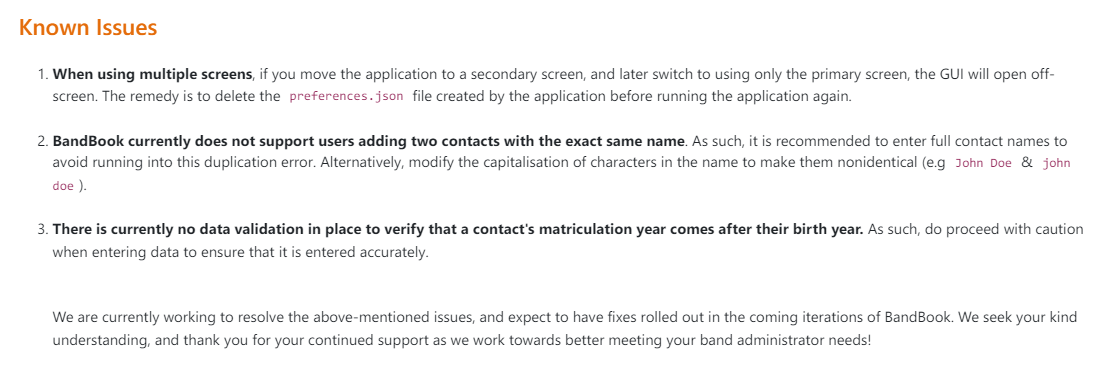 Known Issues
1. When using multiple screens, if you move the application to a secondary screen, and later switch to using only the primary screen, the GUI will open off-
screen. The remedy is to delete the preferences.json file created by the application before running the application again.
2. BandBook currently does not support users adding two contacts with the exact same name. As such, it is recommended to enter full contact names to
avoid running into this duplication error. Alternatively, modify the capitalisation of characters in the name to make them nonidentical (e.g John Doe & john
doe ).
3. There is currently no data validation in place to verify that a contact's matriculation year comes after their birth year. As such, do proceed with caution
when entering data to ensure that it is entered accurately.
We are currently working to resolve the above-mentioned issues, and expect to have fixes rolled out in the coming iterations of BandBook. We seek your kind
understanding, and thank you for your continued support as we work towards better meeting your band administrator needs!